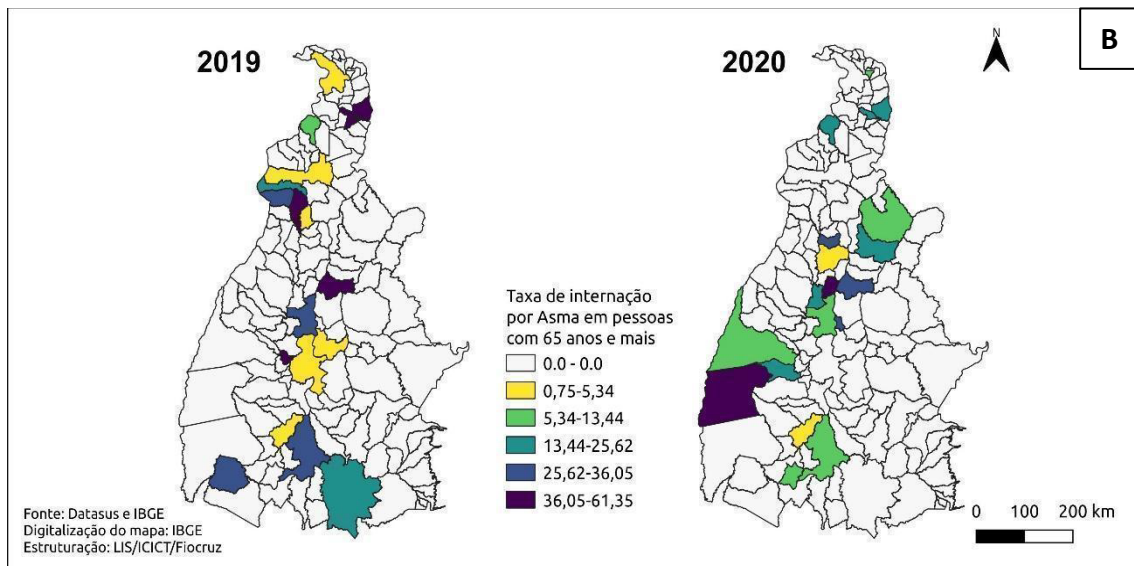 B
2019
2020
N
Taxa de internação
por Asma em pessoas
com 65 anos e mais
0.0 - 0.0
0,75-5,34
5,34-13,44
13,44-25,62
25,62-36,05
36,05-61,35
Fonte: Datasus e IBGE
Digitalização do mapa: IBGE
Estruturação: LIS/ICICT/Fiocruz
0 100 200 km